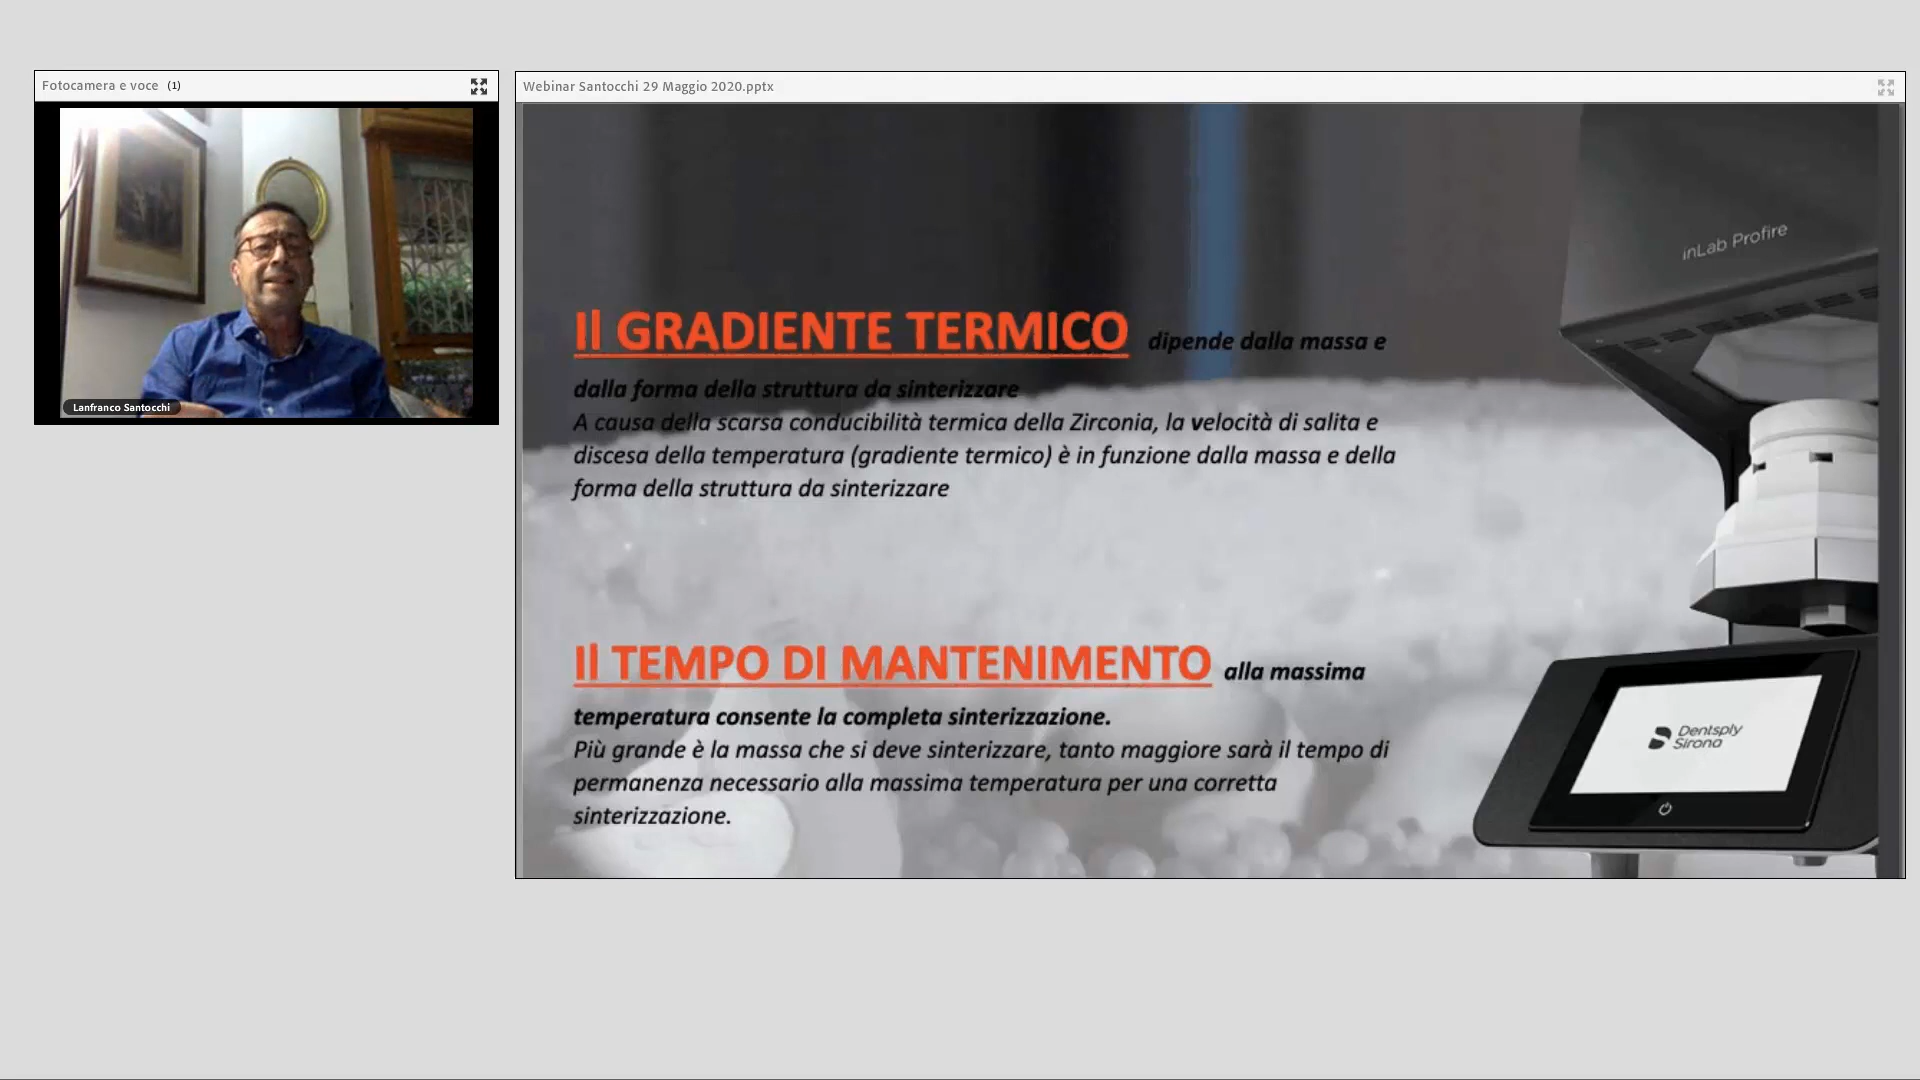 Fotocamera e voce (1)
Lanfranco Santocchi
Webinar Santocchi 29 Maggio 2020.pptx
Il GRADIENTE TERMICO dipende dalla massa e
dalla forma della struttura da sinterizzare
A causa della scarsa conducibilità termica della Zirconia, la velocità di salita e
discesa della temperatura (gradiente termico) è in funzione dalla massa e della
forma della struttura da sinterizzare
Il TEMPO DI MANTENIMENTO alla massima
temperatura consente la completa sinterizzazione.
Più grande è la massa che si deve sinterizzare, tanto maggiore sarà il tempo di
permanenza necessario alla massima temperatura per una corretta
sinterizzazione.
inLab Profire
Dentsply
Sirona